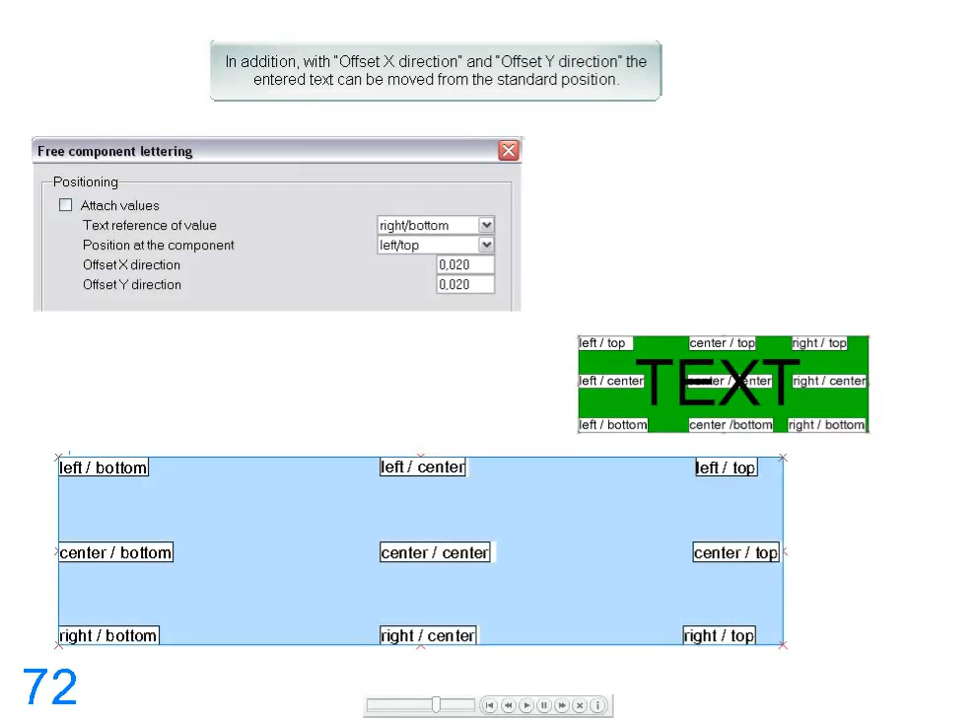 In addition, with "Offset X direction" and "Offset Y direction" the
entered text can be moved from the standard position.
Free component lettering
Positioning
Attach values
Text reference of value right/bottom
Position at the component left/top
Offset X direction 0,020
Offset Y direction 0,020
left / top center / top right / top
TEXT
left / center center / center right / center
left / bottom center /bottom right / bottom
left / bottom left / center left / top
center / bottom center / center center / top
right / bottom right / center right / top
72